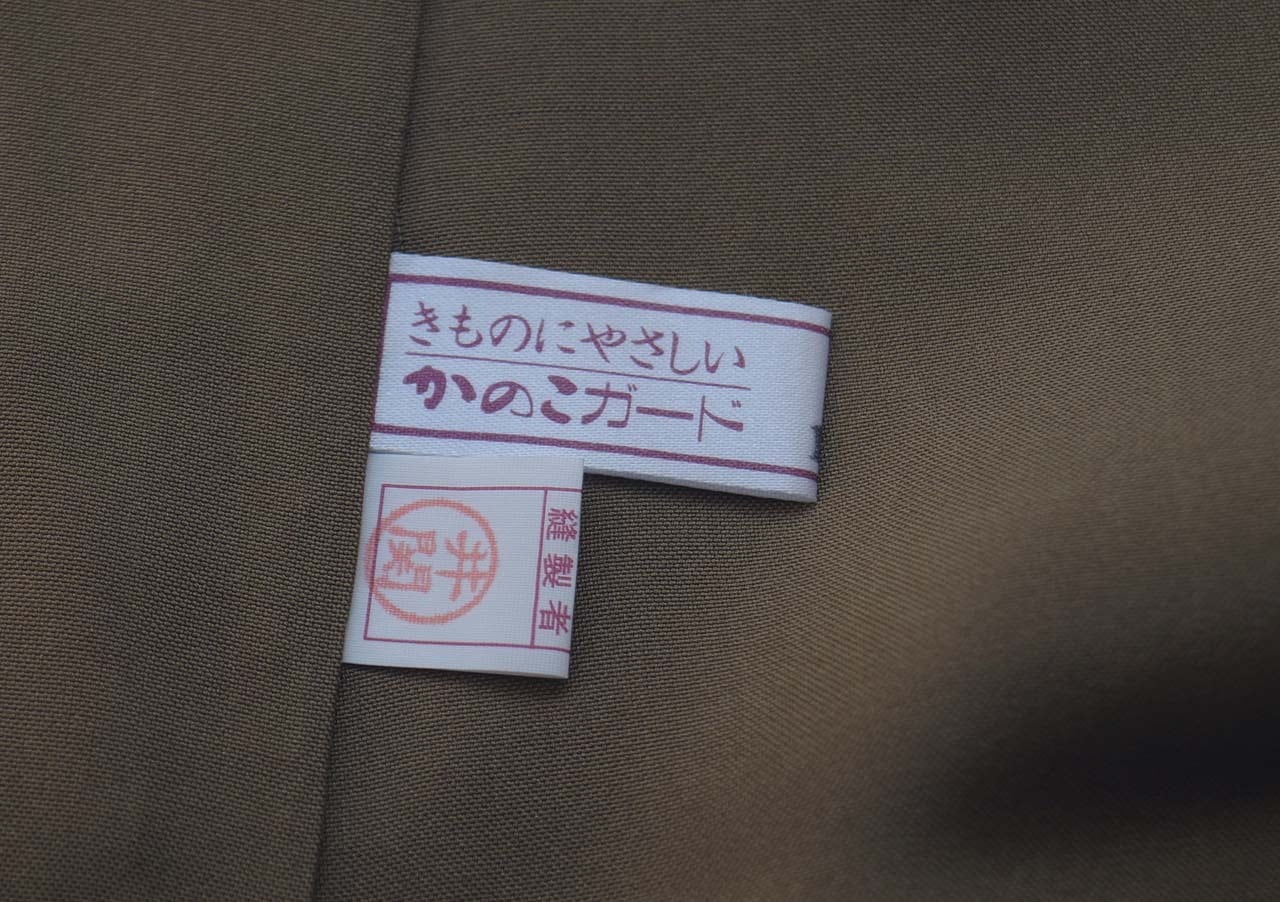 きものにやさしい
かのこガード
縫製者
井関